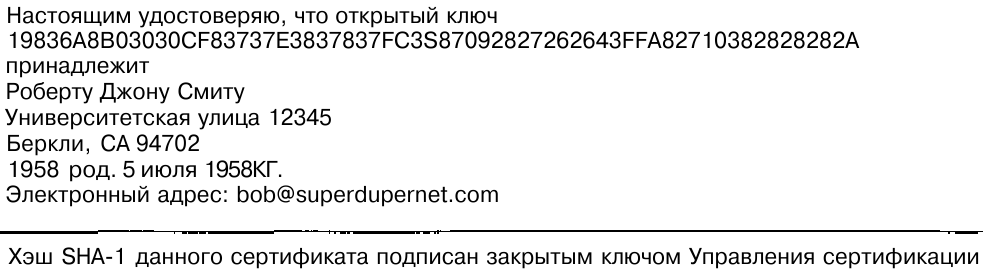 Настоящим удостоверяю, что открытый ключ
19836A8B03030CF83737E3837837FC3S87092827262643FFA82710382828282A
принадлежит
Роберту Джону Смиту
Университетская улица 12345
Беркли, CA 94702
1958 род. 5 июля 1958КГ.
Электронный адрес: bob@superdupernet.com
Хэш SHA-1 данного сертификата подписан закрытым ключом Управления сертификации